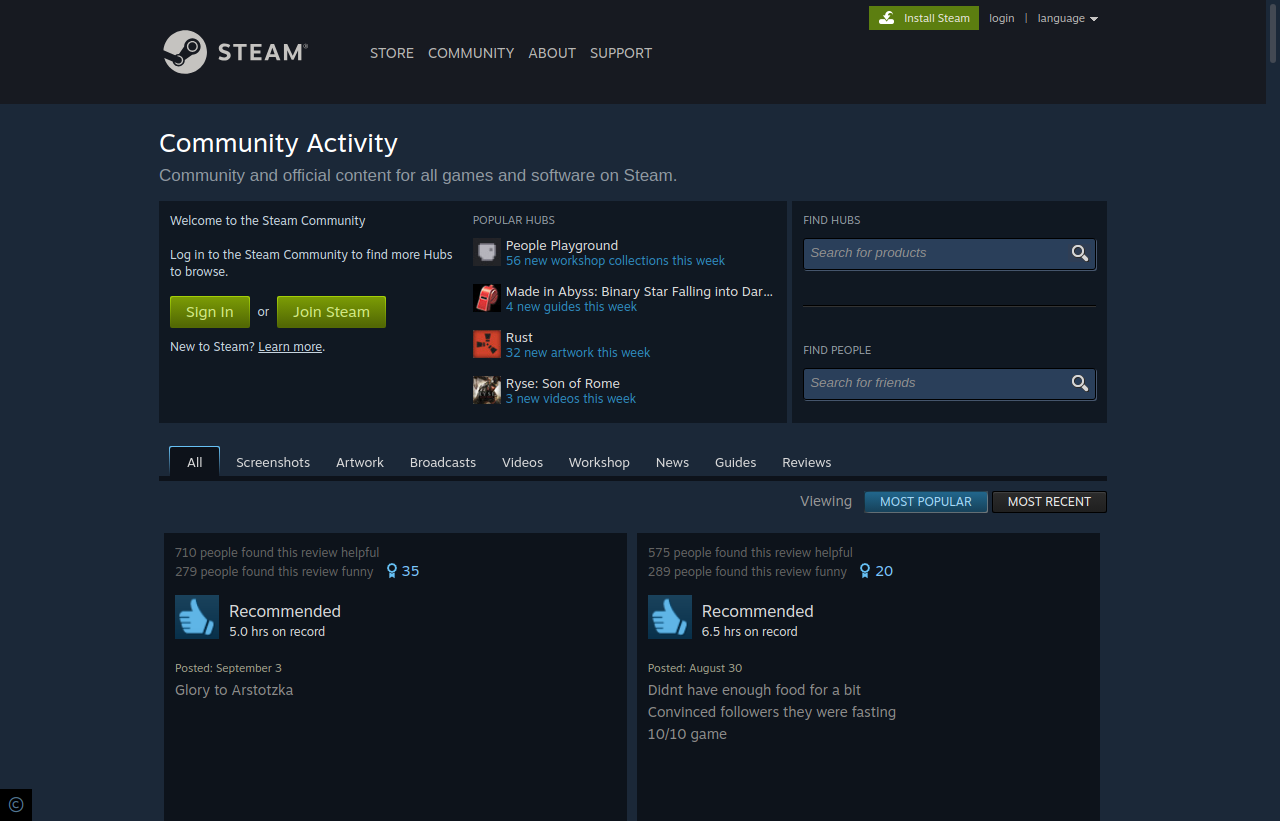 Install Steam login | language
STEAM®
STORE COMMUNITY ABOUT SUPPORT
Community Activity
Community and official content for all games and software on Steam.
Welcome to the Steam Community
Log in to the Steam Community to find more Hubs
to browse.
Sign In or Join Steam
New to Steam? Learn more.
POPULAR HUBS
People Playground
56 new workshop collections this week
Made in Abyss: Binary Star Falling into Dar...
4 new guides this week
Rust
32 new artwork this week
Ryse: Son of Rome
3 new videos this week
FIND HUBS
Search for products
FIND PEOPLE
Search for friends
All Screenshots Artwork Broadcasts Videos Workshop News Guides Reviews
Viewing MOST POPULAR MOST RECENT
710 people found this review helpful
279 people found this review funny 35
Recommended
5.0 hrs on record
Posted: September 3
Glory to Arstotzka
575 people found this review helpful
289 people found this review funny 20
Recommended
6.5 hrs on record
Posted: August 30
Didnt have enough food for a bit
Convinced followers they were fasting
10/10 game
©